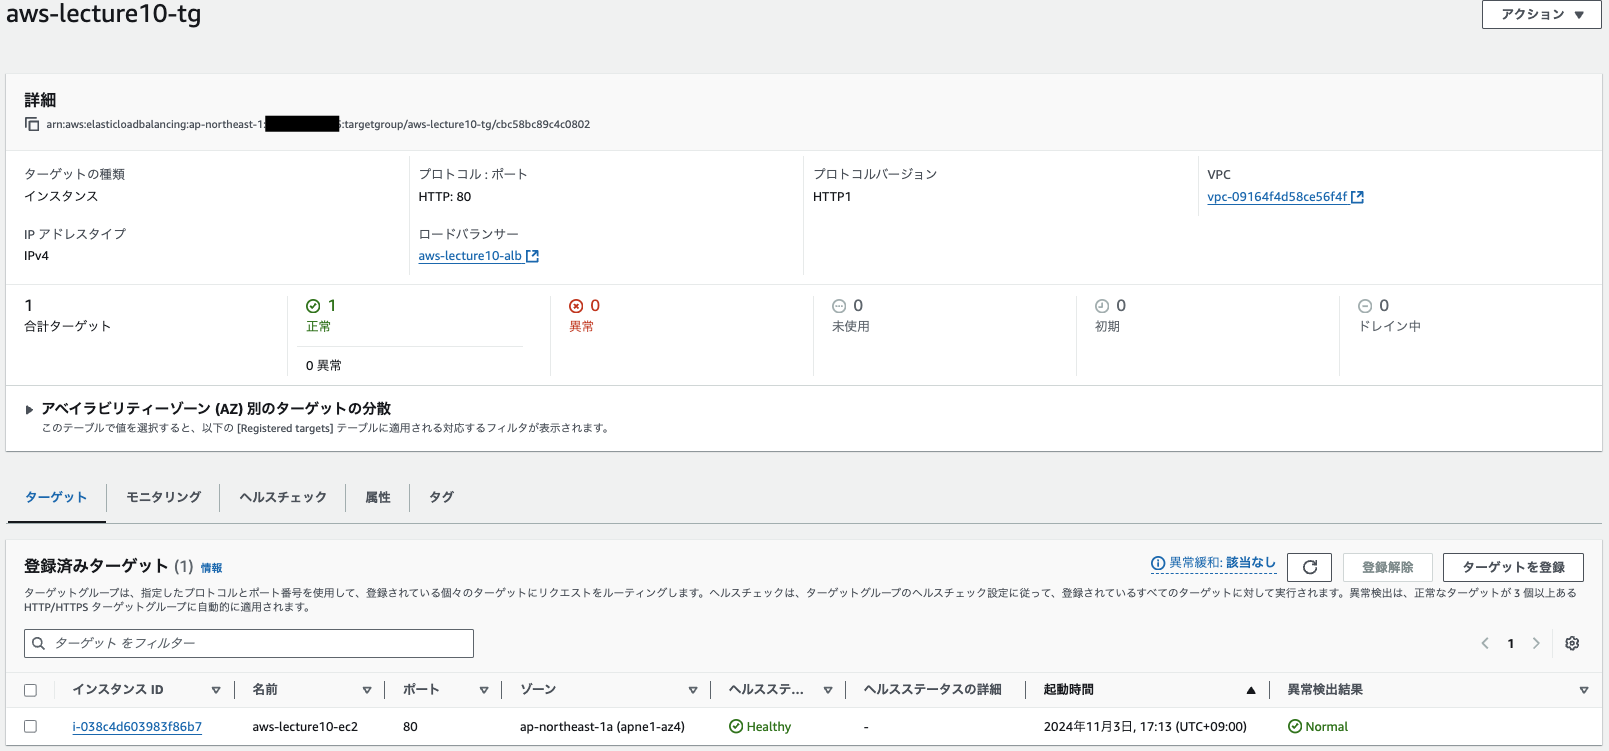 aws-lecture10-tg
アクション
詳細
arn:aws:elasticloadbalancing:ap-northeast-1: :targetgroup/aws-lecture10-tg/cbc58bc89c4c0802
ターゲットの種類
インスタンス
プロトコル : ポート
HTTP: 80
プロトコルバージョン
HTTP1
VPC
vpc-09164f4d58ce56f4f
IP アドレスタイプ
IPv4
ロードバランサー
aws-lecture10-alb
1
合計ターゲット
1
正常
0 異常
0
異常
0
未使用
0
初期
0
ドレイン中
アベイラビリティーゾーン (AZ) 別のターゲットの分散
このテーブルで値を選択すると、以下の [Registered targets] テーブルに適用される対応するフィルタが表示されます。
ターゲット
モニタリング
ヘルスチェック
属性
タグ
登録済みターゲット (1) 情報
異常緩和: 該当なし
登録解除
ターゲットを登録
ターゲットグループは、指定したプロトコルとポート番号を使用して、登録されている個々のターゲットにリクエストをルーティングします。ヘルスチェックは、ターゲットグループのヘルスチェック設定に従って、登録されているすべてのターゲットに対して実行されます。異常検出は、正常なターゲットが 3 個以上ある
HTTP/HTTPS ターゲットグループに自動的に適用されます。
ターゲット をフィルター
1
インスタンス ID 名前 ポート ゾーン ヘルスステ... ヘルスステータスの詳細 起動時間 異常検出結果
i-038c4d603983f86b7 aws-lecture10-ec2 80 ap-northeast-1a (apne1-az4) Healthy - 2024年11月3日, 17:13 (UTC+09:00) Normal